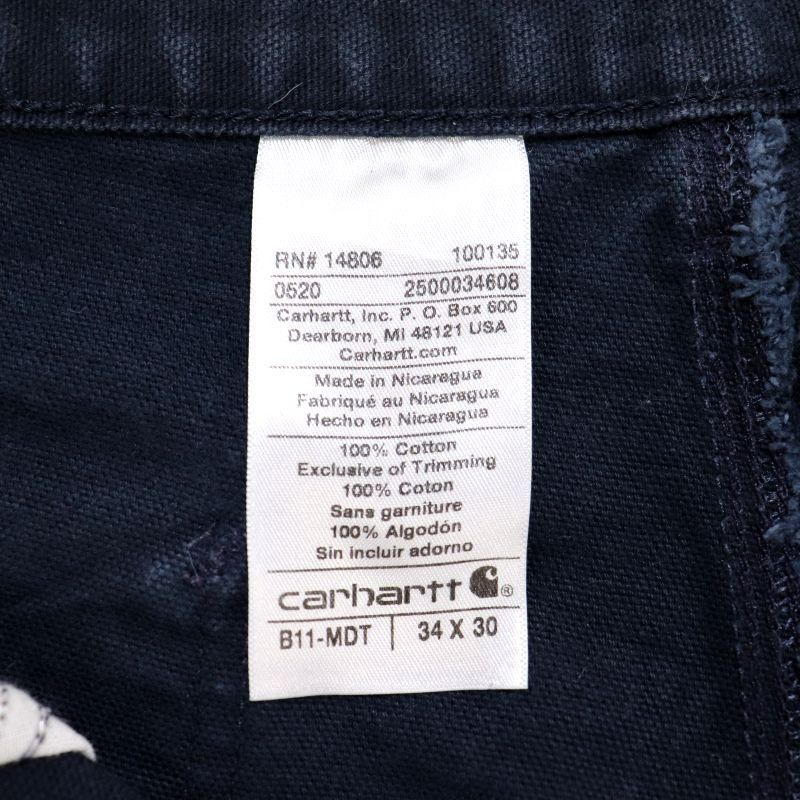 RN# 14806 100135
0520 2500034608
Carhartt, Inc. P. O. Box 600
Dearborn, MI 48121 USA
Carhartt.com
Made in Nicaragua
Fabriqué au Nicaragua
Hecho en Nicaragua
100% Cotton
Exclusive of Trimming
100% Coton
Sans garniture
100% Algodón
Sin incluir adorno
carhartt ®
B11-MDT | 34 X 30